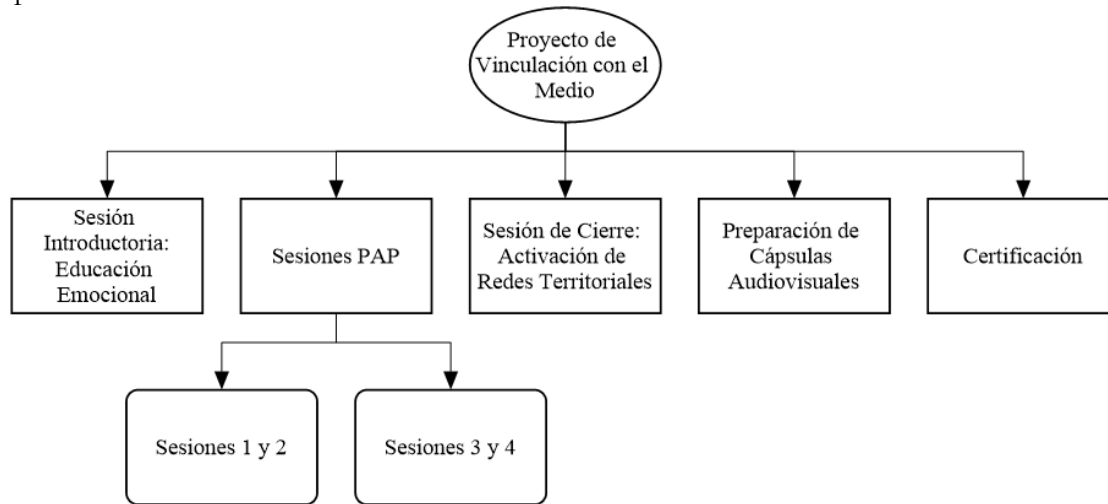 Proyecto de
Vinculación con el
Medio
Sesión
Introductoria:
Educación
Emocional
Sesiones PAP
Sesión de Cierre:
Activación de
Redes Territoriales
Preparación de
Cápsulas
Audiovisuales
Certificación
Sesiones 1 y 2
Sesiones 3 y 4